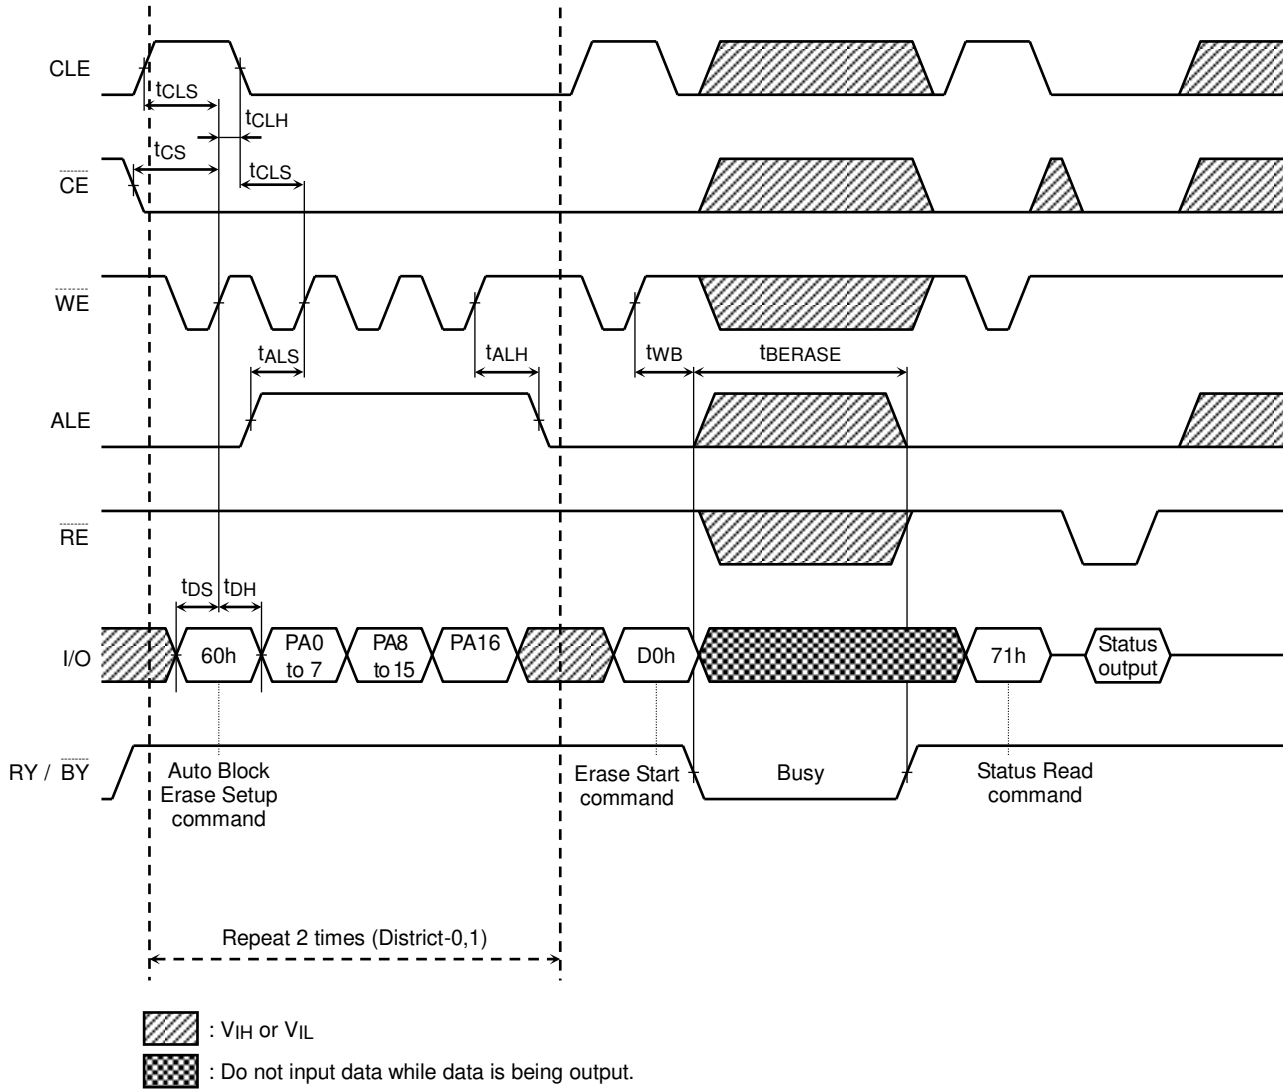 CLE
tCLS
tCLH
tCS
tCLS
CE
WE
tALS
tALH
tWB
tBERASE
ALE
RE
tDS
tDH
I/O
60h
PA0
to 7
PA8
to 15
PA16
D0h
71h
Status
output
RY / BY
Auto Block
Erase Setup
command
Erase Start
command
Busy
Status Read
command
Repeat 2 times (District-0,1)
: VIH or VIL
: Do not input data while data is being output.